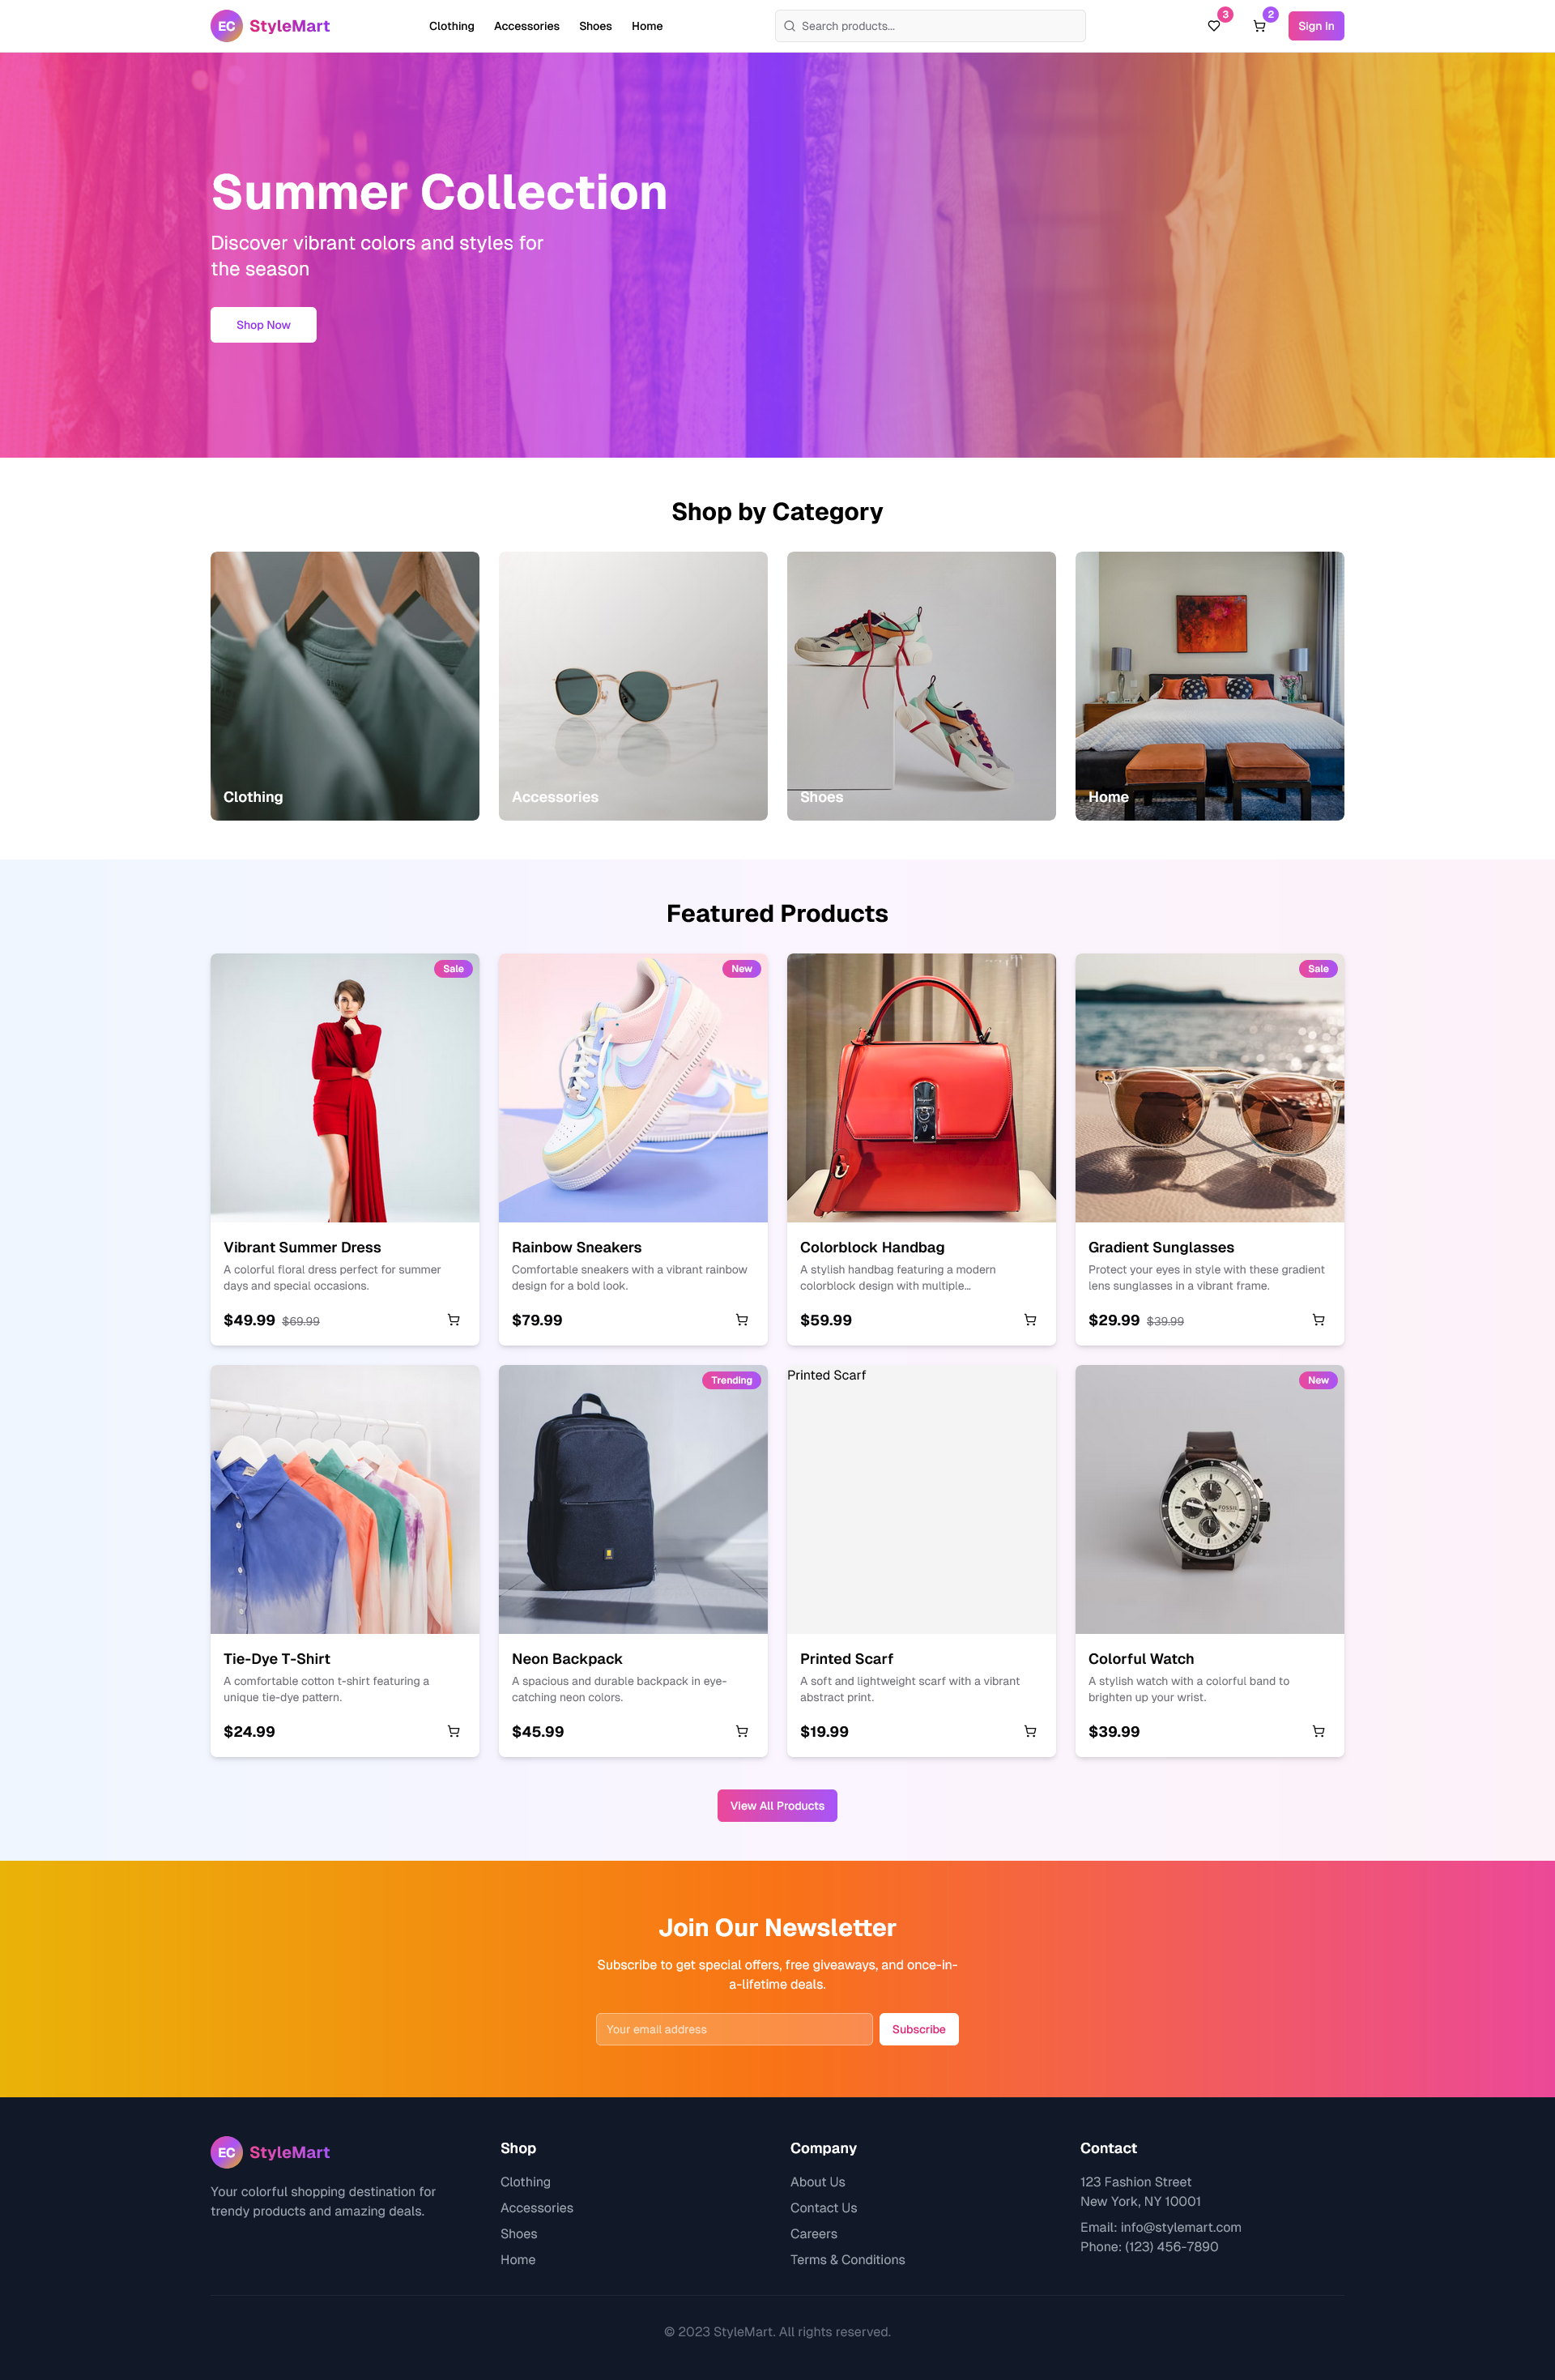 EC StyleMart Clothing Accessories Shoes Home Search products... 3 2 Sign In
Summer Collection
Discover vibrant colors and styles for
the season
Shop Now
Shop by Category
Clothing Accessories Shoes Home
Featured Products
Sale New Sale
Vibrant Summer Dress
A colorful floral dress perfect for summer
days and special occasions.
$49.99 $69.99
Rainbow Sneakers
Comfortable sneakers with a vibrant rainbow
design for a bold look.
$79.99
Colorblock Handbag
A stylish handbag featuring a modern
colorblock design with multiple...
$59.99
Gradient Sunglasses
Protect your eyes in style with these gradient
lens sunglasses in a vibrant frame.
$29.99 $39.99
Trending Printed Scarf New
FOSSIL
Tie-Dye T-Shirt
A comfortable cotton t-shirt featuring a
unique tie-dye pattern.
$24.99
Neon Backpack
A spacious and durable backpack in eye-
catching neon colors.
$45.99
Printed Scarf
A soft and lightweight scarf with a vibrant
abstract print.
$19.99
Colorful Watch
A stylish watch with a colorful band to
brighten up your wrist.
$39.99
View All Products
Join Our Newsletter
Subscribe to get special offers, free giveaways, and once-in-
a-lifetime deals.
Your email address Subscribe
EC StyleMart
Your colorful shopping destination for
trendy products and amazing deals.
Shop
Clothing
Accessories
Shoes
Home
Company
About Us
Contact Us
Careers
Terms & Conditions
Contact
123 Fashion Street
New York, NY 10001
Email: info@stylemart.com
Phone: (123) 456-7890
© 2023 StyleMart. All rights reserved.